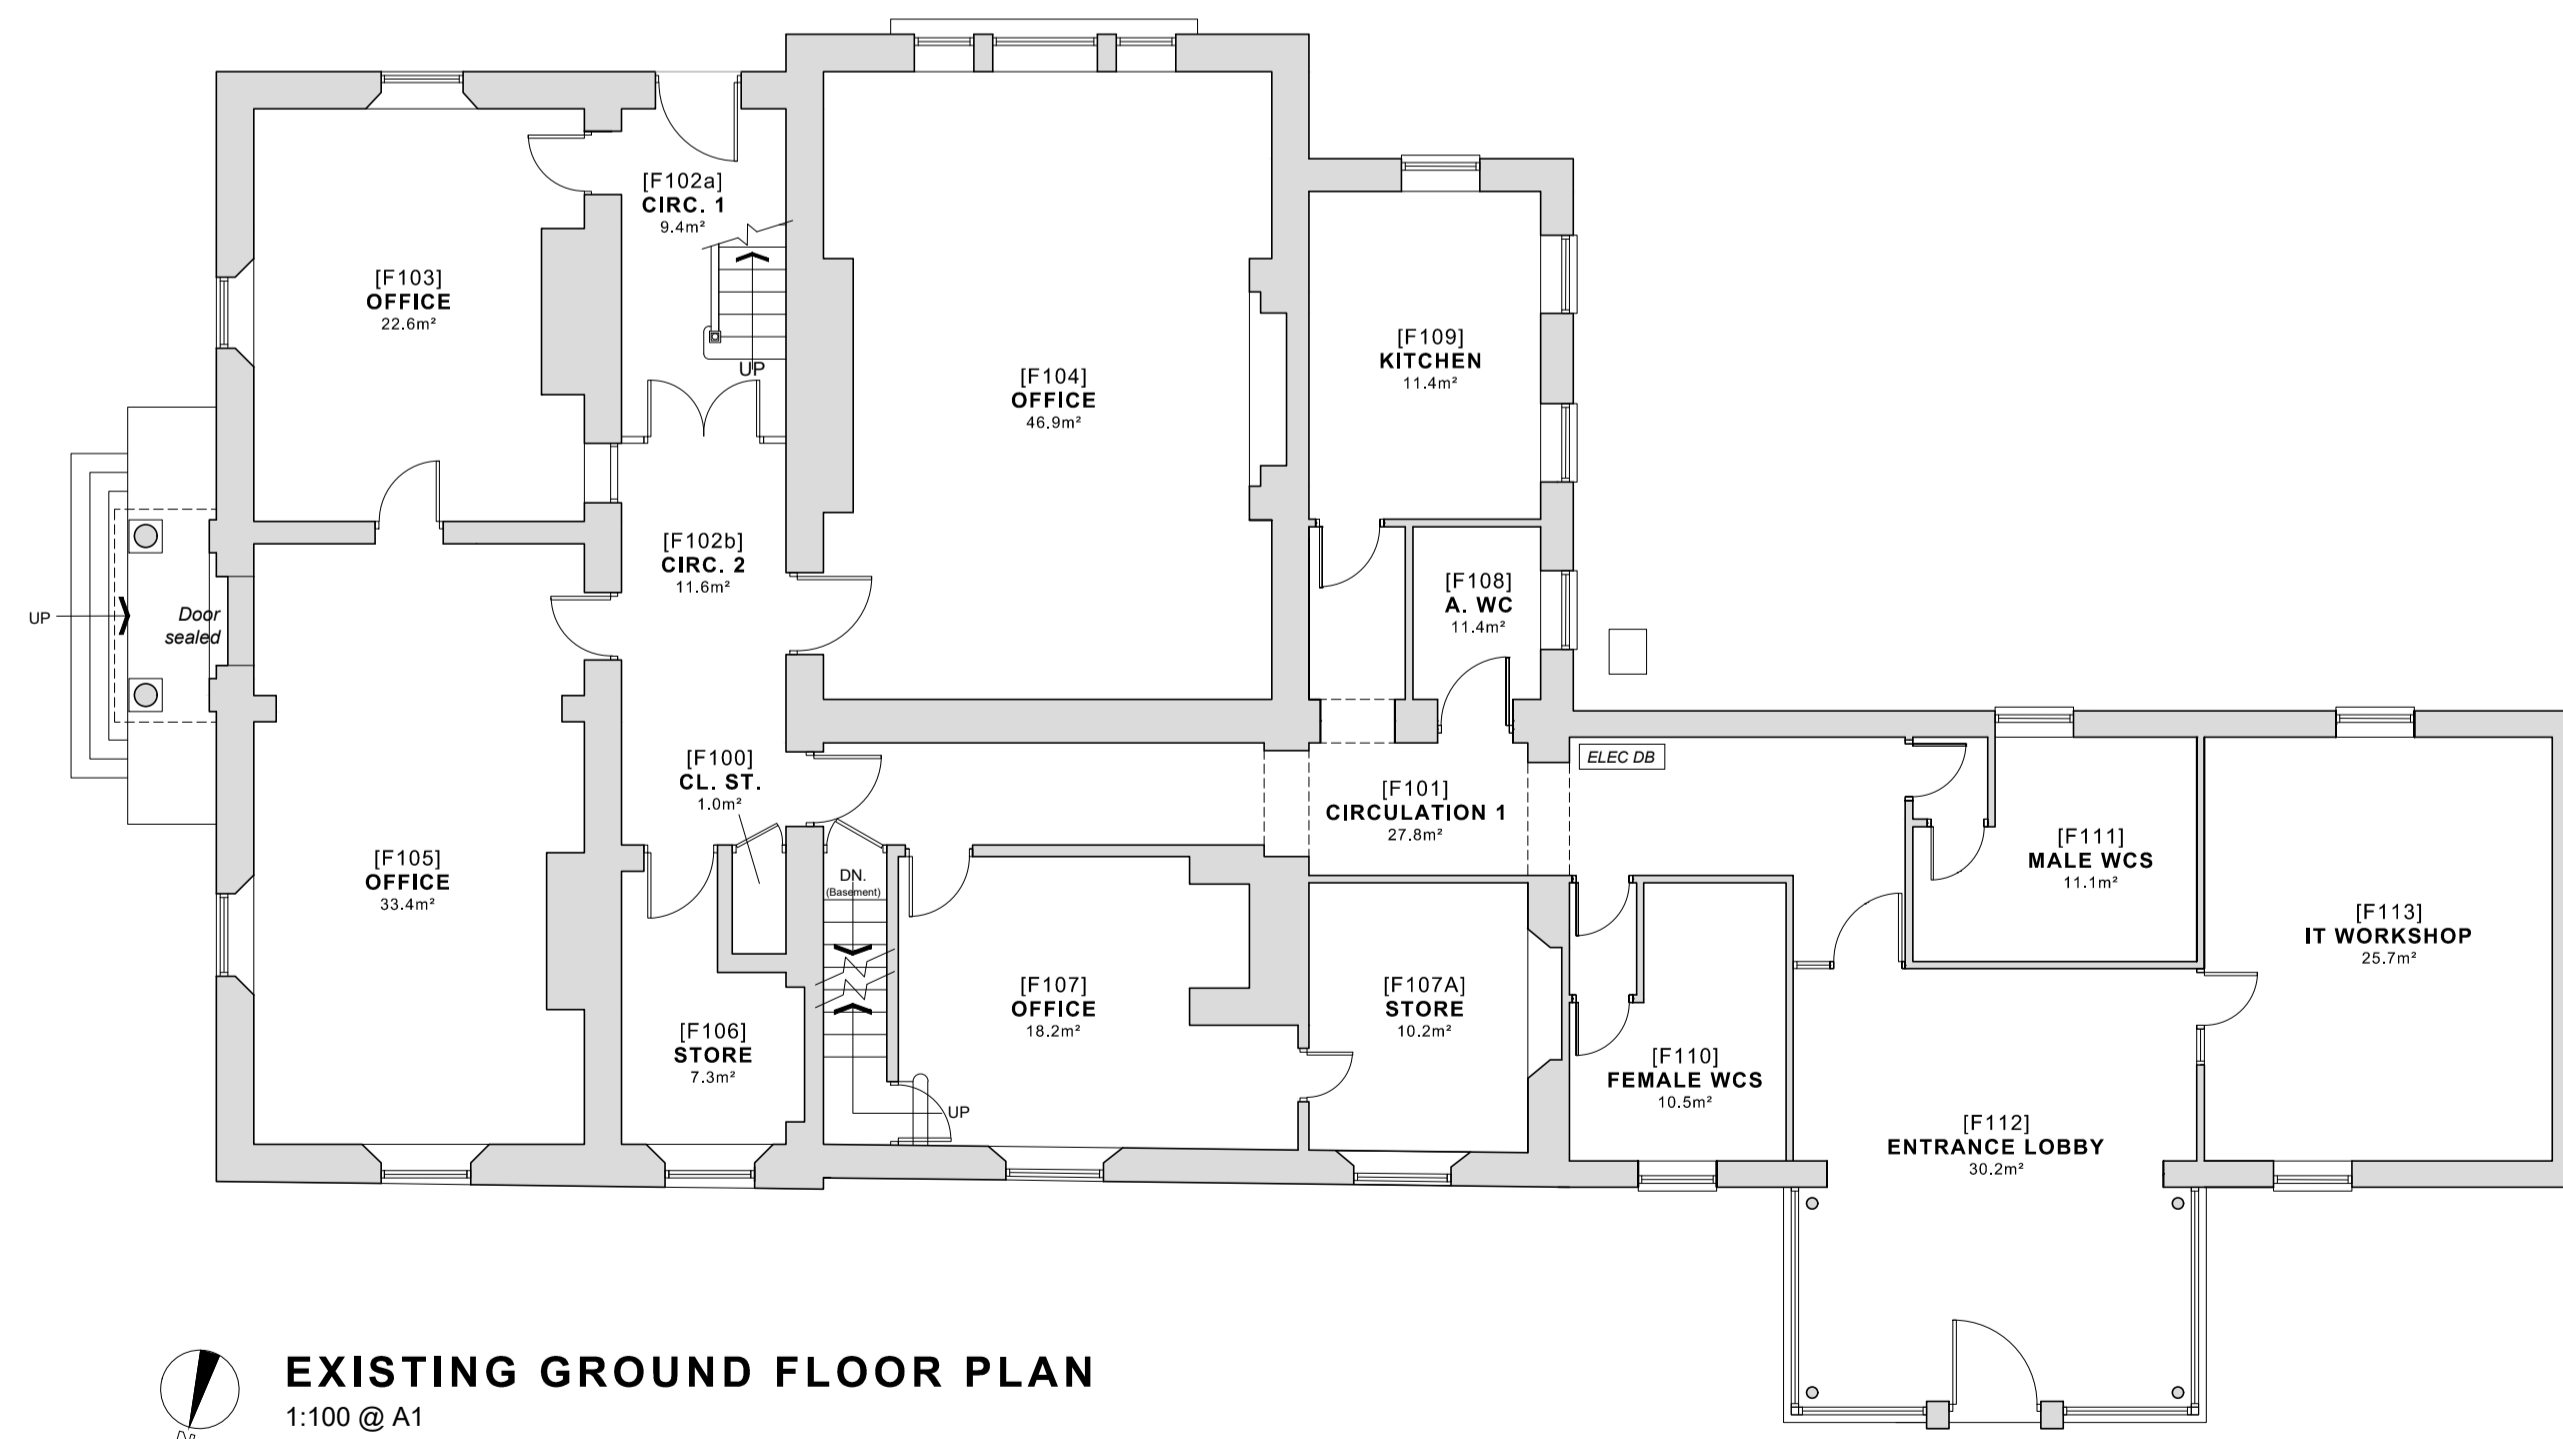 [F102a]
CIRC. 1
9.4m²
[F103]
OFFICE
22.6m²
UP
[F104]
OFFICE
46.9m²
[F109]
KITCHEN
11.4m²
[F102b]
CIRC. 2
11.6m²
[F108]
A. WC
11.4m²
UP
Door
sealed
[F100]
CL. ST.
1.0m²
ELEC DB
[F101]
CIRCULATION 1
27.8m²
[F105]
OFFICE
33.4m²
DN.
(Basement)
[F111]
MALE WCS
11.1m²
[F113]
IT WORKSHOP
25.7m²
[F106]
STORE
7.3m²
[F107]
OFFICE
18.2m²
[F107A]
STORE
10.2m²
[F110]
FEMALE WCS
10.5m²
UP
[F112]
ENTRANCE LOBBY
30.2m²
EXISTING GROUND FLOOR PLAN
1:100 @ A1